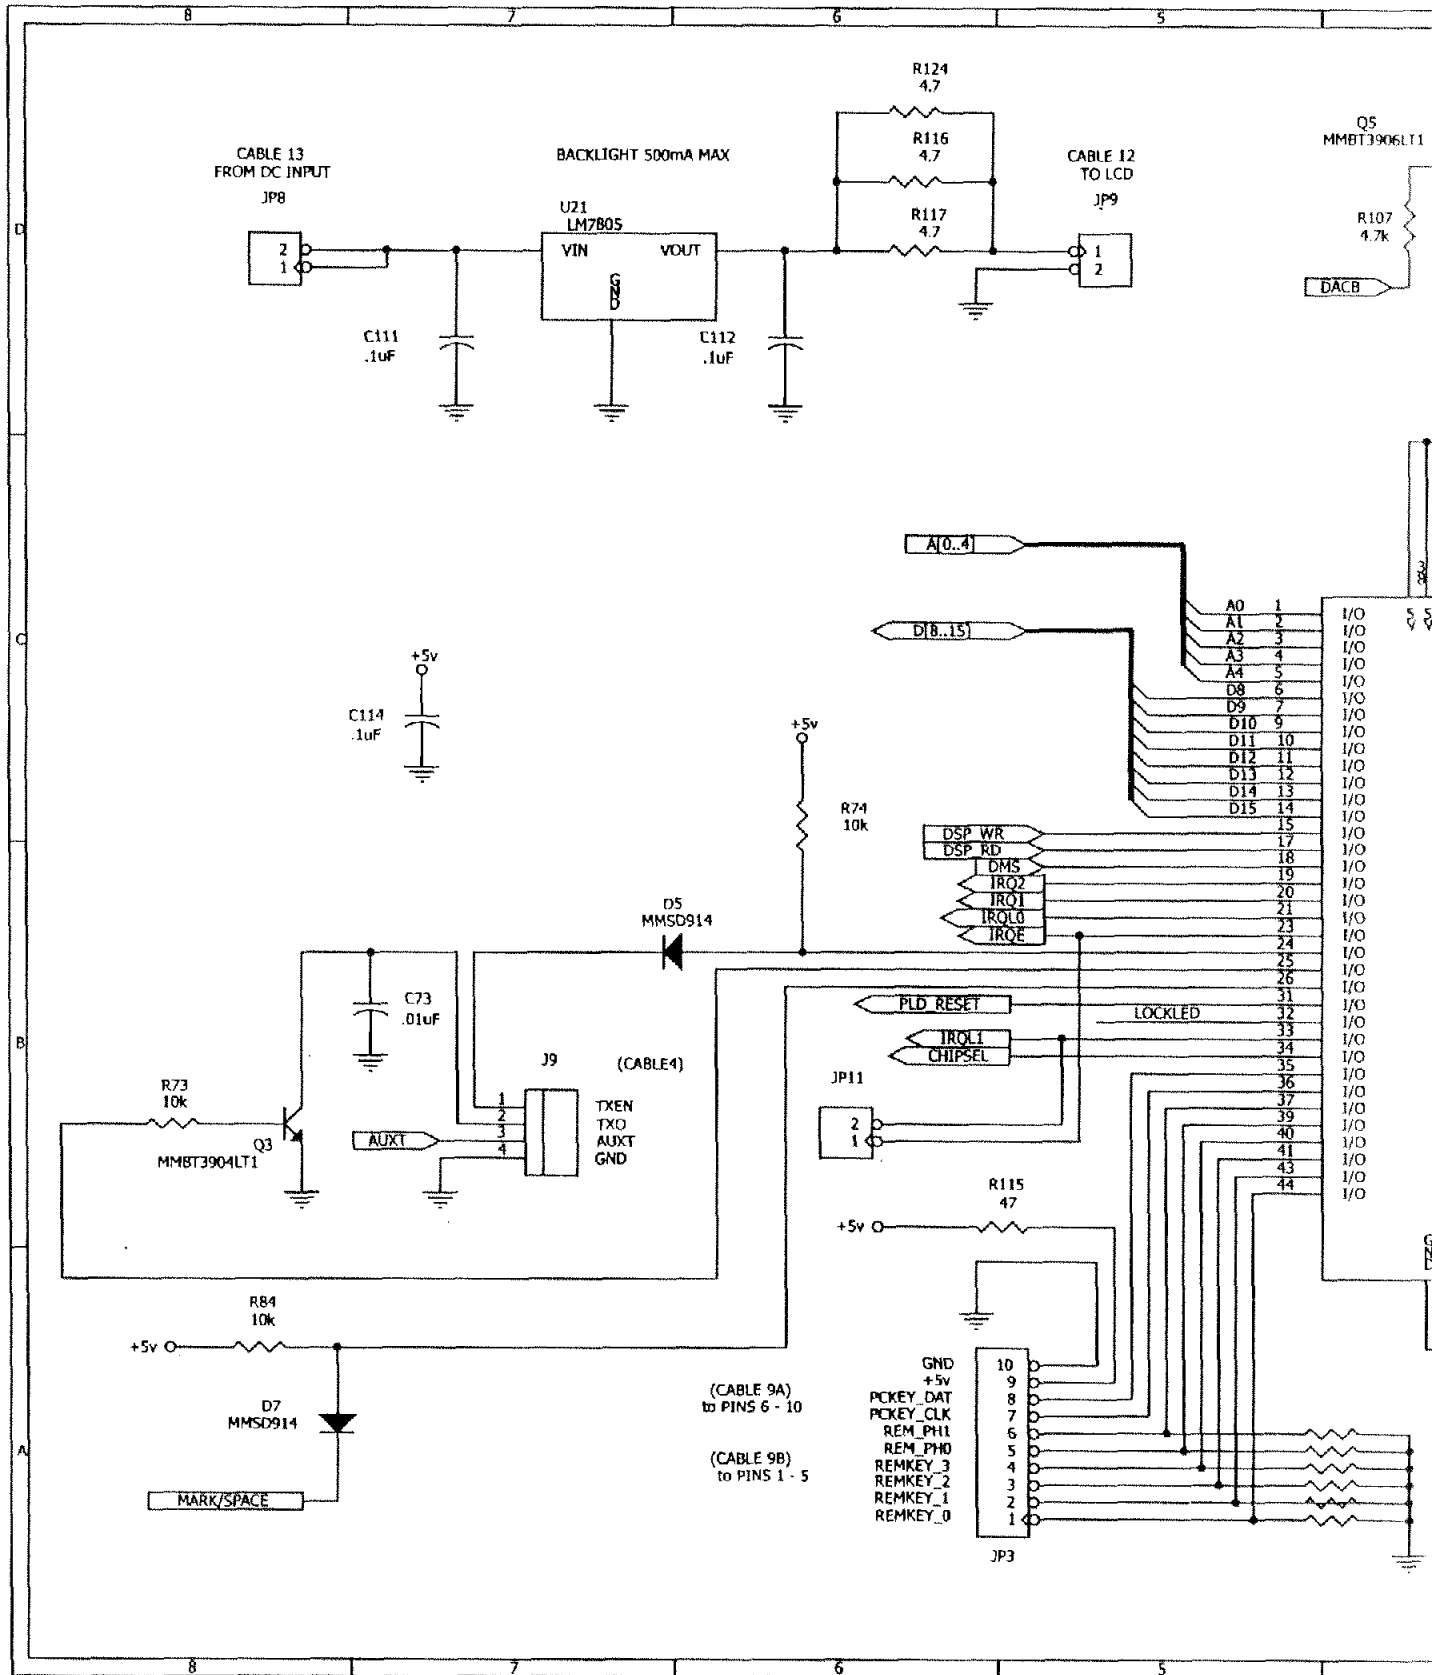 8 7 6 5
R124
4.7
R116
4.7
R117
4.7
CABLE 13
FROM DC INPUT
JP8
2
1
BACKLIGHT 500mA MAX
U21
LM7805
VIN VOUT
GND
C111
.1uF
C112
.1uF
CABLE 12
TO LCD
JP9
1
2
Q5
MMBT3906LT1
R107
4.7k
DACB
D
A[0..4]
D[8..15]
C
+5v
C114
.1uF
+5v
R74
10k
A0 1 I/O
A1 2 I/O
A2 3 I/O
A3 4 I/O
A4 5 I/O
D8 6 I/O
D9 7 I/O
D10 9 I/O
D11 10 I/O
D12 11 I/O
D13 12 I/O
D14 13 I/O
D15 14 I/O
DSP_WR 15 I/O
DSP_RD 17 I/O
DMS 18 I/O
IRQ2 19 I/O
IRQ1 20 I/O
IRQL0 21 I/O
IRQE 23 I/O
24 I/O
25 I/O
26 I/O
PLD_RESET 31 I/O
LOCKLED 32 I/O
IRQL1 33 I/O
CHIPSEL 34 I/O
35 I/O
36 I/O
37 I/O
39 I/O
40 I/O
41 I/O
43 I/O
44 I/O
5V
D5
MMSD914
C73
.01uF
B
J9
(CABLE4)
1 TXEN
2 TXO
3 AUXT
4 GND
AUXT
R73
10k
Q3
MMBT3904LT1
JP11
2
1
R115
47
+5v
R84
10k
+5v
D7
MMSD914
MARK/SPACE
A
(CABLE 9A)
to PINS 6 - 10
(CABLE 9B)
to PINS 1 - 5
GND 10
+5v 9
PCKEY_DAT 8
PCKEY_CLK 7
REM_PH1 6
REM_PH0 5
REMKEY_3 4
REMKEY_2 3
REMKEY_1 2
REMKEY_0 1
JP3
8 7 6 5